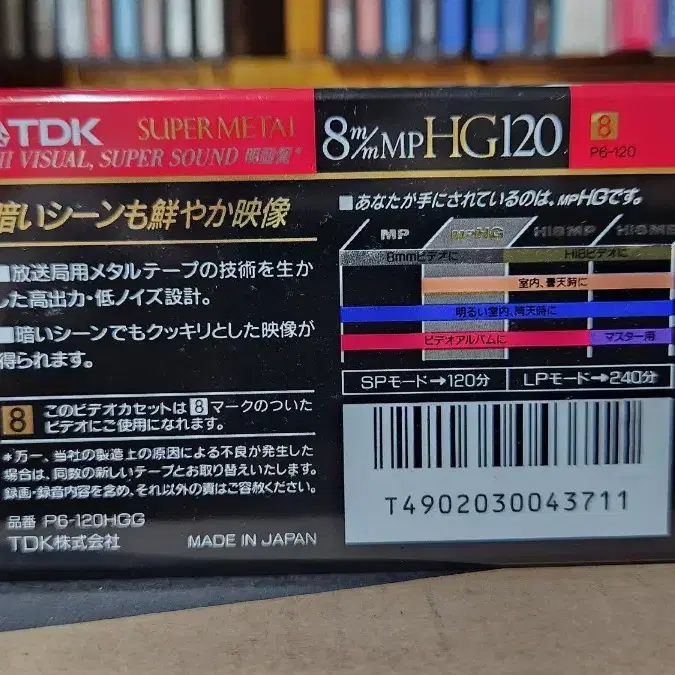 TDK SUPER METAL 8m/m MP HG120 8
VISUAL, SUPER SOUND 明画質* P6-120
暗いシーンも鮮やか映像
■放送局用メタルテープの技術を生か
した高出力・低ノイズ設計。
■暗いシーンでもクッキリとした映像が
得られます。
8 このビデオカセットは8マークのついた
ビデオにご使用になれます。
*万一、当社の製造上の原因による不良が発生した
場合は、同数の新しいテープとお取り替えいたします。
録画・録音内容を含め、それ以外の責はご容赦ください。
品番 P6-120HGG
TDK株式会社 MADE IN JAPAN
■あなたが手にされているのは、MPHGです。
MP MPHG Hi8MP Hi8ME
8mmビデオに Hi8ビデオに
室内、曇天時に
明るい室内、晴天時に
ビデオアルバムに マスター用
SPモード→120分 LPモード→240分
T4902030043711